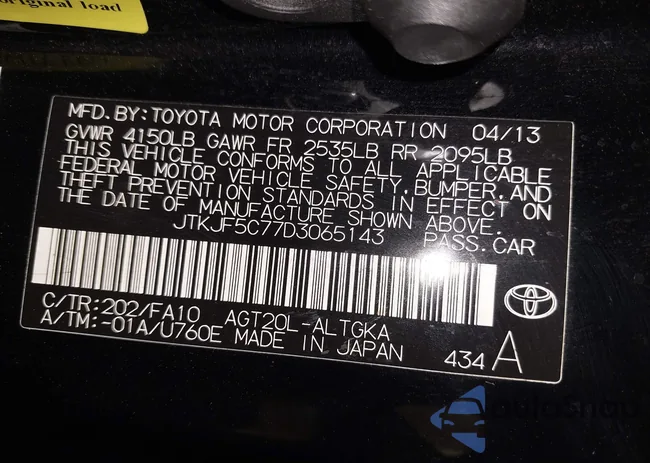 original load
MFD.BY:TOYOTA MOTOR CORPORATION 04/13
GVWR 4150LB GAWR FR 2535LB RR 2095LB
THIS VEHICLE CONFORMS TO ALL APPLICABLE
FEDERAL MOTOR VEHICLE SAFETY,BUMPER,AND
THEFT PREVENTION STANDARDS IN EFFECT ON
THE DATE OF MANUFACTURE SHOWN ABOVE.
JTKJF5C77D3065143 PASS.CAR
C/TR:202/FA10 AGT20L-ALTGKA
A/TM:-01A/U760E MADE IN JAPAN 434 A